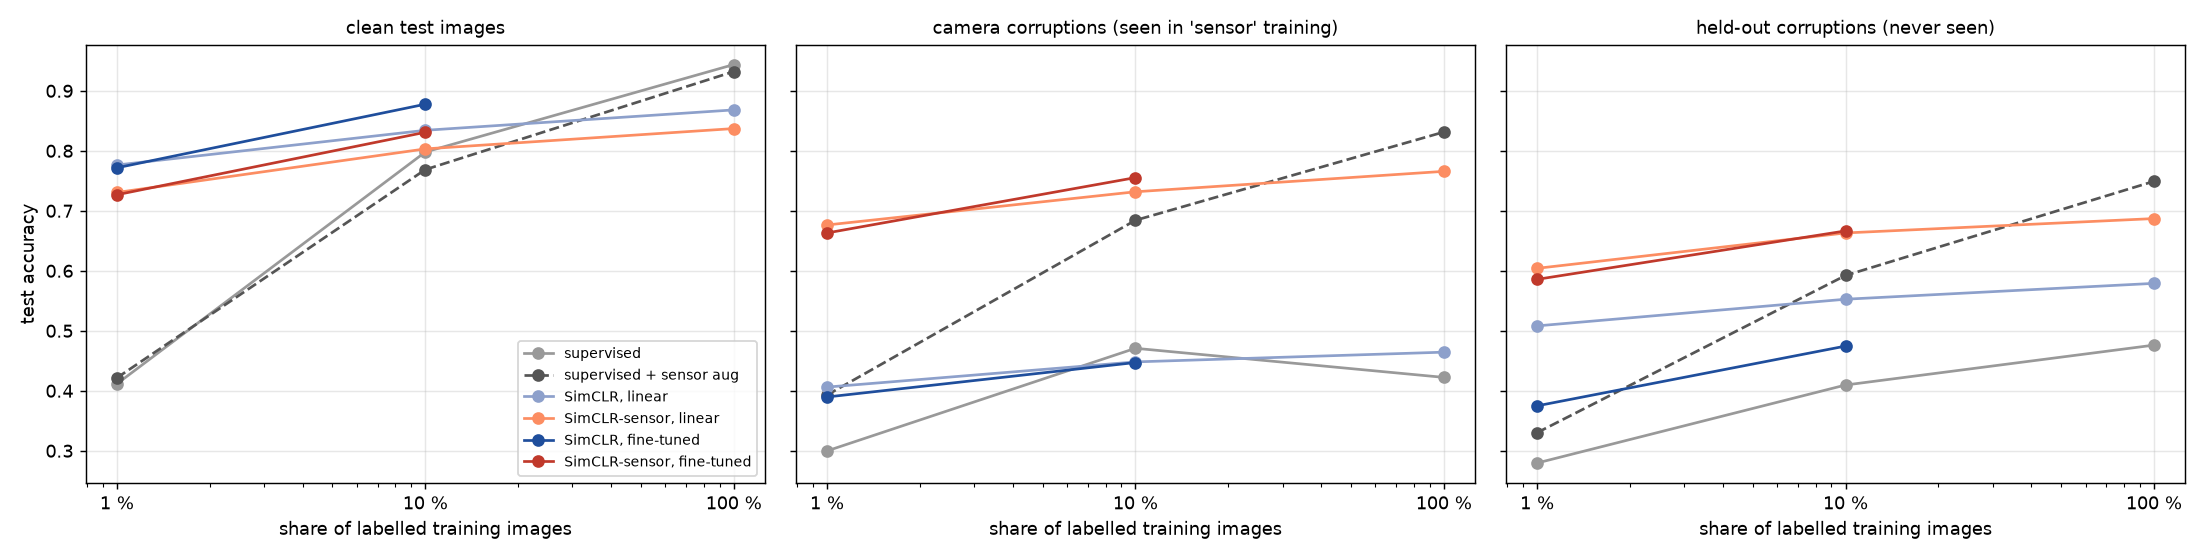 clean test images
camera corruptions (seen in 'sensor' training)
held-out corruptions (never seen)
test accuracy
0.9
0.8
0.7
0.6
0.5
0.4
0.3
supervised
supervised + sensor aug
SimCLR, linear
SimCLR-sensor, linear
SimCLR, fine-tuned
SimCLR-sensor, fine-tuned
1 %
10 %
100 %
1 %
10 %
100 %
1 %
10 %
100 %
share of labelled training images
share of labelled training images
share of labelled training images